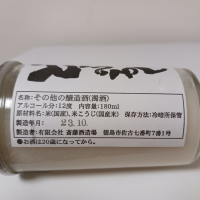 名称:その他の醸造酒(濁酒)
アルコール分:12度　内容量:180ml
原材料名:米(国産)、米こうじ(国産米)　保存方法:冷暗所保管
製造年月: 23.10.
製造者:有限会社 斎藤酒造場　徳島市佐古七番町7番1号
●お酒は20歳になってから。